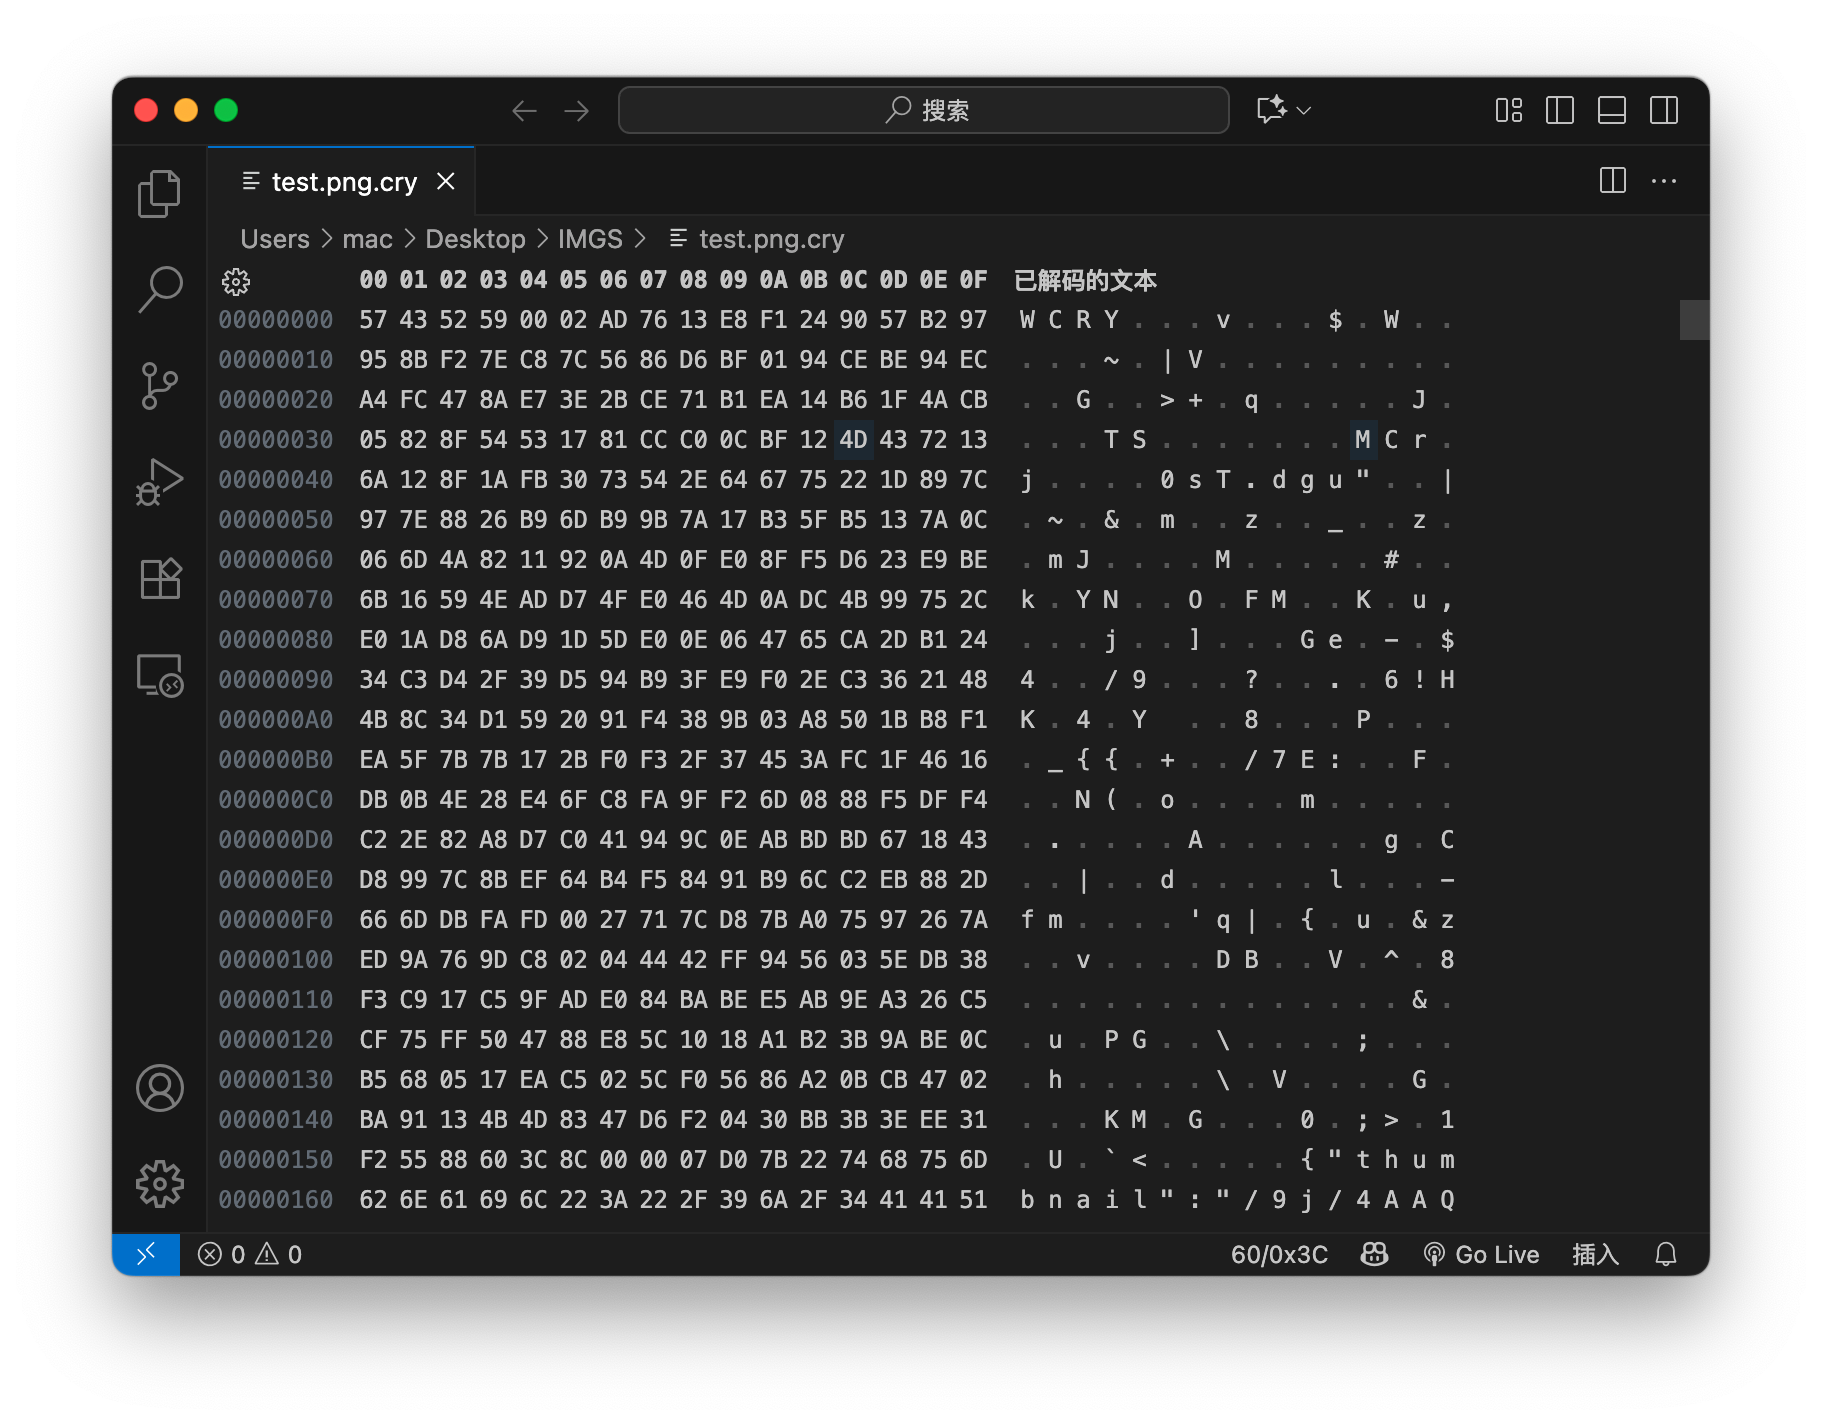 搜索
test.png.cry
Users > mac > Desktop > IMGS > test.png.cry
00 01 02 03 04 05 06 07 08 09 0A 0B 0C 0D 0E 0F 已解码的文本
00000000 57 43 52 59 00 02 AD 76 13 E8 F1 24 90 57 B2 97 W C R Y . . . v . . . $ . W . .
00000010 95 8B F2 7E C8 7C 56 86 D6 BF 01 94 CE BE 94 EC . . . ~ . | V . . . . . . . . .
00000020 A4 FC 47 8A E7 3E 2B CE 71 B1 EA 14 B6 1F 4A CB . . G . . > + . q . . . . . J .
00000030 05 82 8F 54 53 17 81 CC C0 0C BF 12 4D 43 72 13 . . . T S . . . . . . . M C r .
00000040 6A 12 8F 1A FB 30 73 54 2E 64 67 75 22 1D 89 7C j . . . . 0 s T . d g u " . . |
00000050 97 7E 88 26 B9 6D B9 9B 7A 17 B3 5F B5 13 7A 0C . ~ . & . m . . z . . _ . . z .
00000060 06 6D 4A 82 11 92 0A 4D 0F E0 8F F5 D6 23 E9 BE . m J . . . . M . . . . . # . .
00000070 6B 16 59 4E AD D7 4F E0 46 4D 0A DC 4B 99 75 2C k . Y N . . O . F M . . K . u ,
00000080 E0 1A D8 6A D9 1D 5D E0 0E 06 47 65 CA 2D B1 24 . . . j . . ] . . . G e . - . $
00000090 34 C3 D4 2F 39 D5 94 B9 3F E9 F0 2E C3 36 21 48 4 . . / 9 . . . ? . . . . 6 ! H
000000A0 4B 8C 34 D1 59 20 91 F4 38 9B 03 A8 50 1B B8 F1 K . 4 . Y   . . 8 . . . P . . .
000000B0 EA 5F 7B 7B 17 2B F0 F3 2F 37 45 3A FC 1F 46 16 . _ { { . + . . / 7 E : . . F .
000000C0 DB 0B 4E 28 E4 6F C8 FA 9F F2 6D 08 88 F5 DF F4 . . N ( . o . . . . m . . . . .
000000D0 C2 2E 82 A8 D7 C0 41 94 9C 0E AB BD BD 67 18 43 . . . . . . A . . . . . . g . C
000000E0 D8 99 7C 8B EF 64 B4 F5 84 91 B9 6C C2 EB 88 2D . . | . . d . . . . . l . . . -
000000F0 66 6D DB FA FD 00 27 71 7C D8 7B A0 75 97 26 7A f m . . . . ' q | . { . u . & z
00000100 ED 9A 76 9D C8 02 04 44 42 FF 94 56 03 5E DB 38 . . v . . . . D B . . V . ^ . 8
00000110 F3 C9 17 C5 9F AD E0 84 BA BE E5 AB 9E A3 26 C5 . . . . . . . . . . . . . . & .
00000120 CF 75 FF 50 47 88 E8 5C 10 18 A1 B2 3B 9A BE 0C . u . P G . . \ . . . . ; . . .
00000130 B5 68 05 17 EA C5 02 5C F0 56 86 A2 0B CB 47 02 . h . . . . . \ . V . . . . G .
00000140 BA 91 13 4B 4D 83 47 D6 F2 04 30 BB 3B 3E EE 31 . . . K M . G . . . 0 . ; > . 1
00000150 F2 55 88 60 3C 8C 00 00 07 D0 7B 22 74 68 75 6D . U . ` < . . . . . { " t h u m
00000160 62 6E 61 69 6C 22 3A 22 2F 39 6A 2F 34 41 41 51 b n a i l " : " / 9 j / 4 A A Q
0 0 60/0x3C Go Live 插入